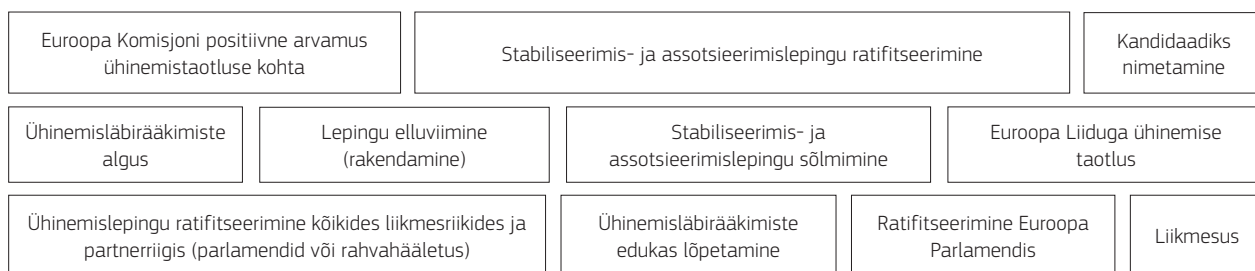 Euroopa Komisjoni positiivne arvamus
ühinemistaotluse kohta
Stabiliseerimis- ja assotsieerimislepingu ratifitseerimine
Kandidaadiks
nimetamine
Ühinemisläbirääkimiste
algus
Lepingu elluviimine
(rakendamine)
Stabiliseerimis- ja
assotsieerimislepingu sõlmimine
Euroopa Liiduga ühinemise
taotlus
Ühinemislepingu ratifitseerimine kõikides liikmesriikides ja
partnerriigis (parlamendid või rahvahääletus)
Ühinemisläbirääkimiste
edukas lõpetamine
Ratifitseerimine Euroopa
Parlamendis
Liikmesus